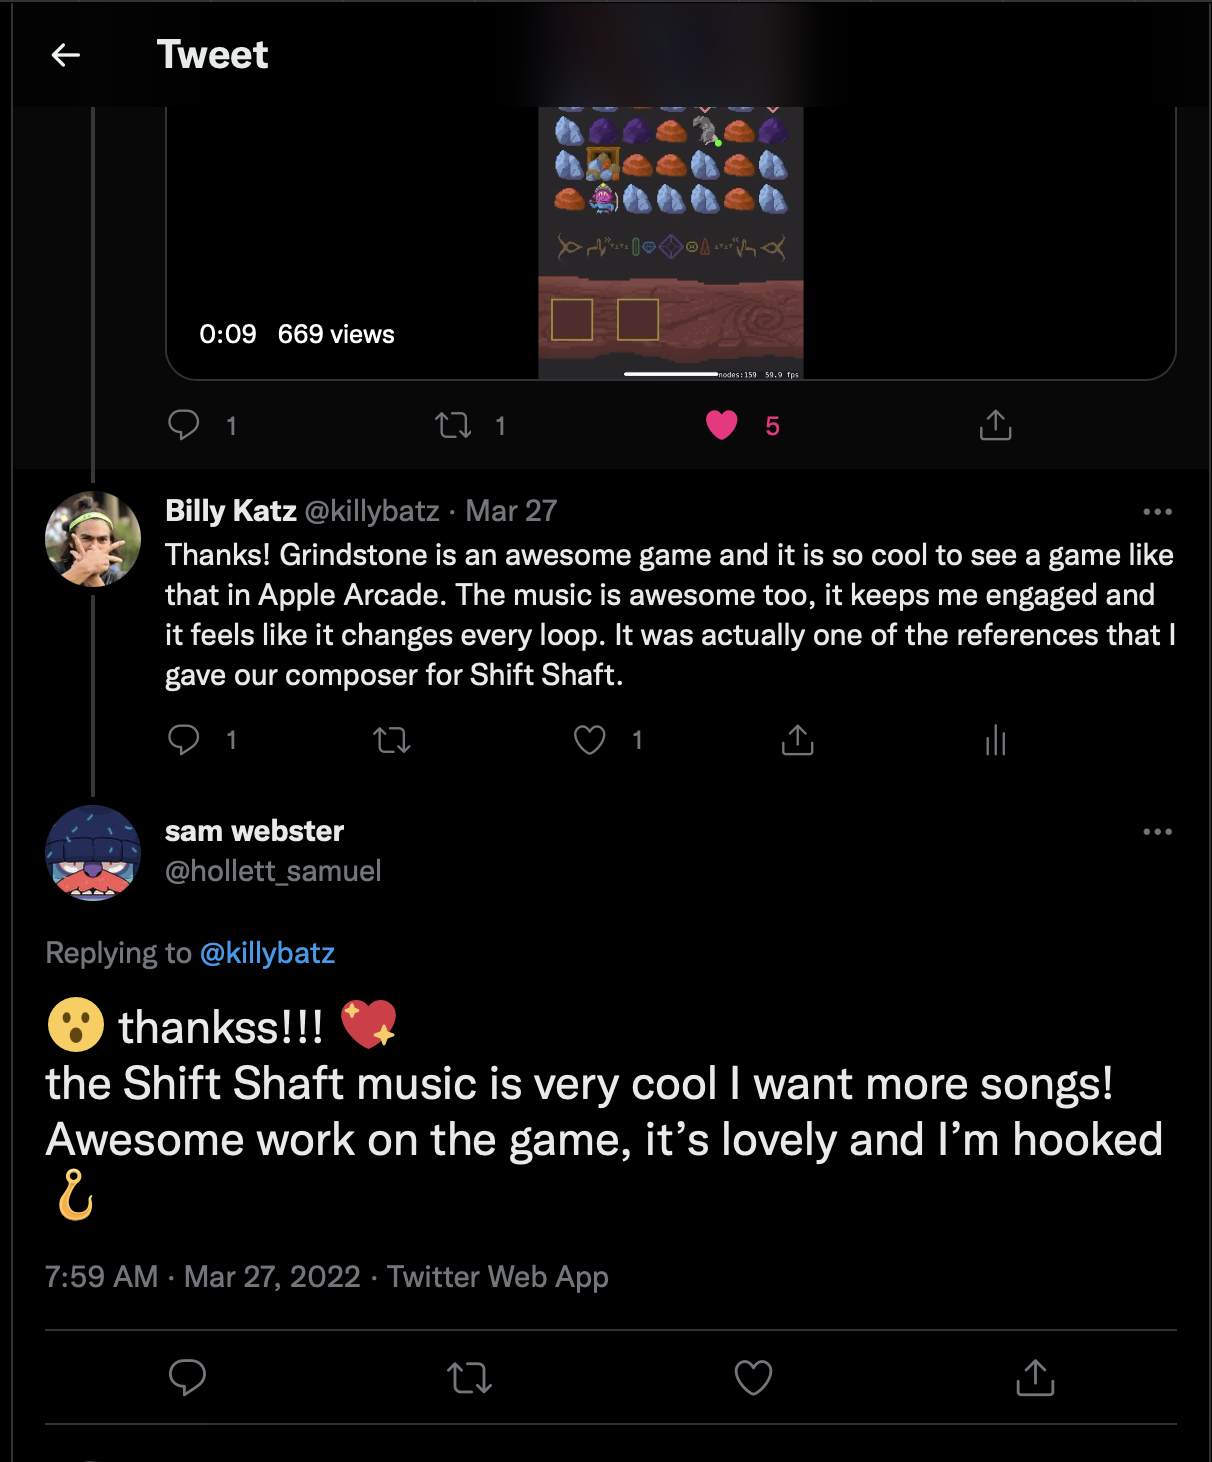 Tweet
0:09 669 views
nodes:159 59.9 fps
1 1 5
Billy Katz @killybatz · Mar 27
Thanks! Grindstone is an awesome game and it is so cool to see a game like
that in Apple Arcade. The music is awesome too, it keeps me engaged and
it feels like it changes every loop. It was actually one of the references that I
gave our composer for Shift Shaft.
1 1
sam webster
@hollett_samuel
Replying to @killybatz
😮 thankss!!! 💖
the Shift Shaft music is very cool I want more songs!
Awesome work on the game, it’s lovely and I’m hooked
🪝
7:59 AM · Mar 27, 2022 · Twitter Web App